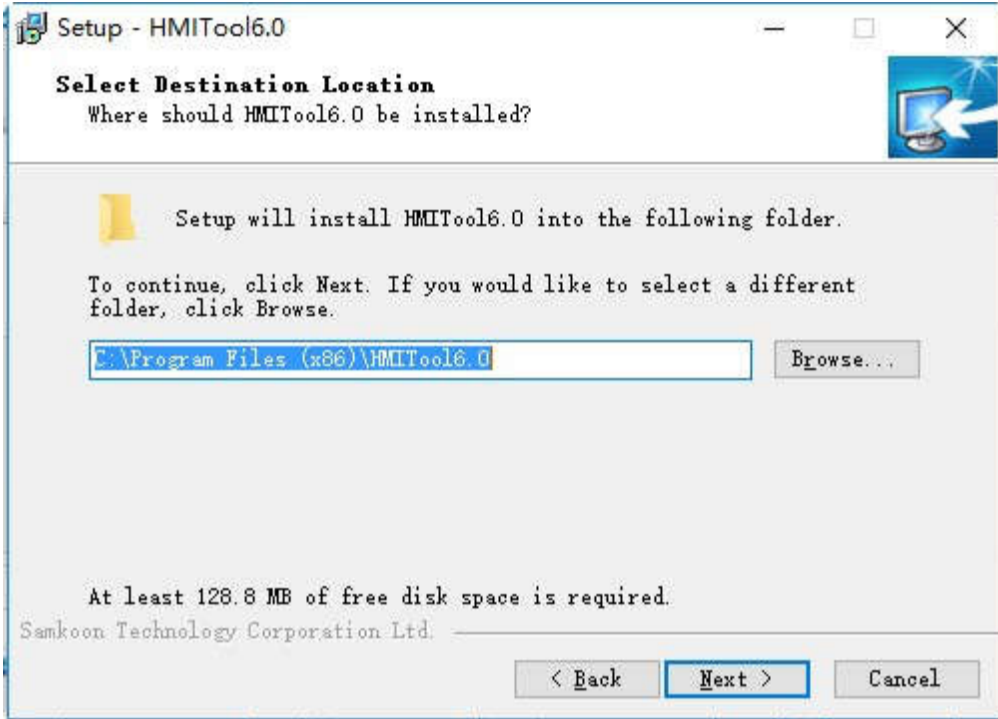 Setup - HMITool6.0
Select Destination Location
Where should HMITool6.0 be installed?
Setup will install HMITool6.0 into the following folder.
To continue, click Next. If you would like to select a different
folder, click Browse.
C:\Program Files (x86)\HMITool6.0
Browse...
At least 128.8 MB of free disk space is required.
Samkoon Technology Corporation Ltd.
< Back
Next >
Cancel